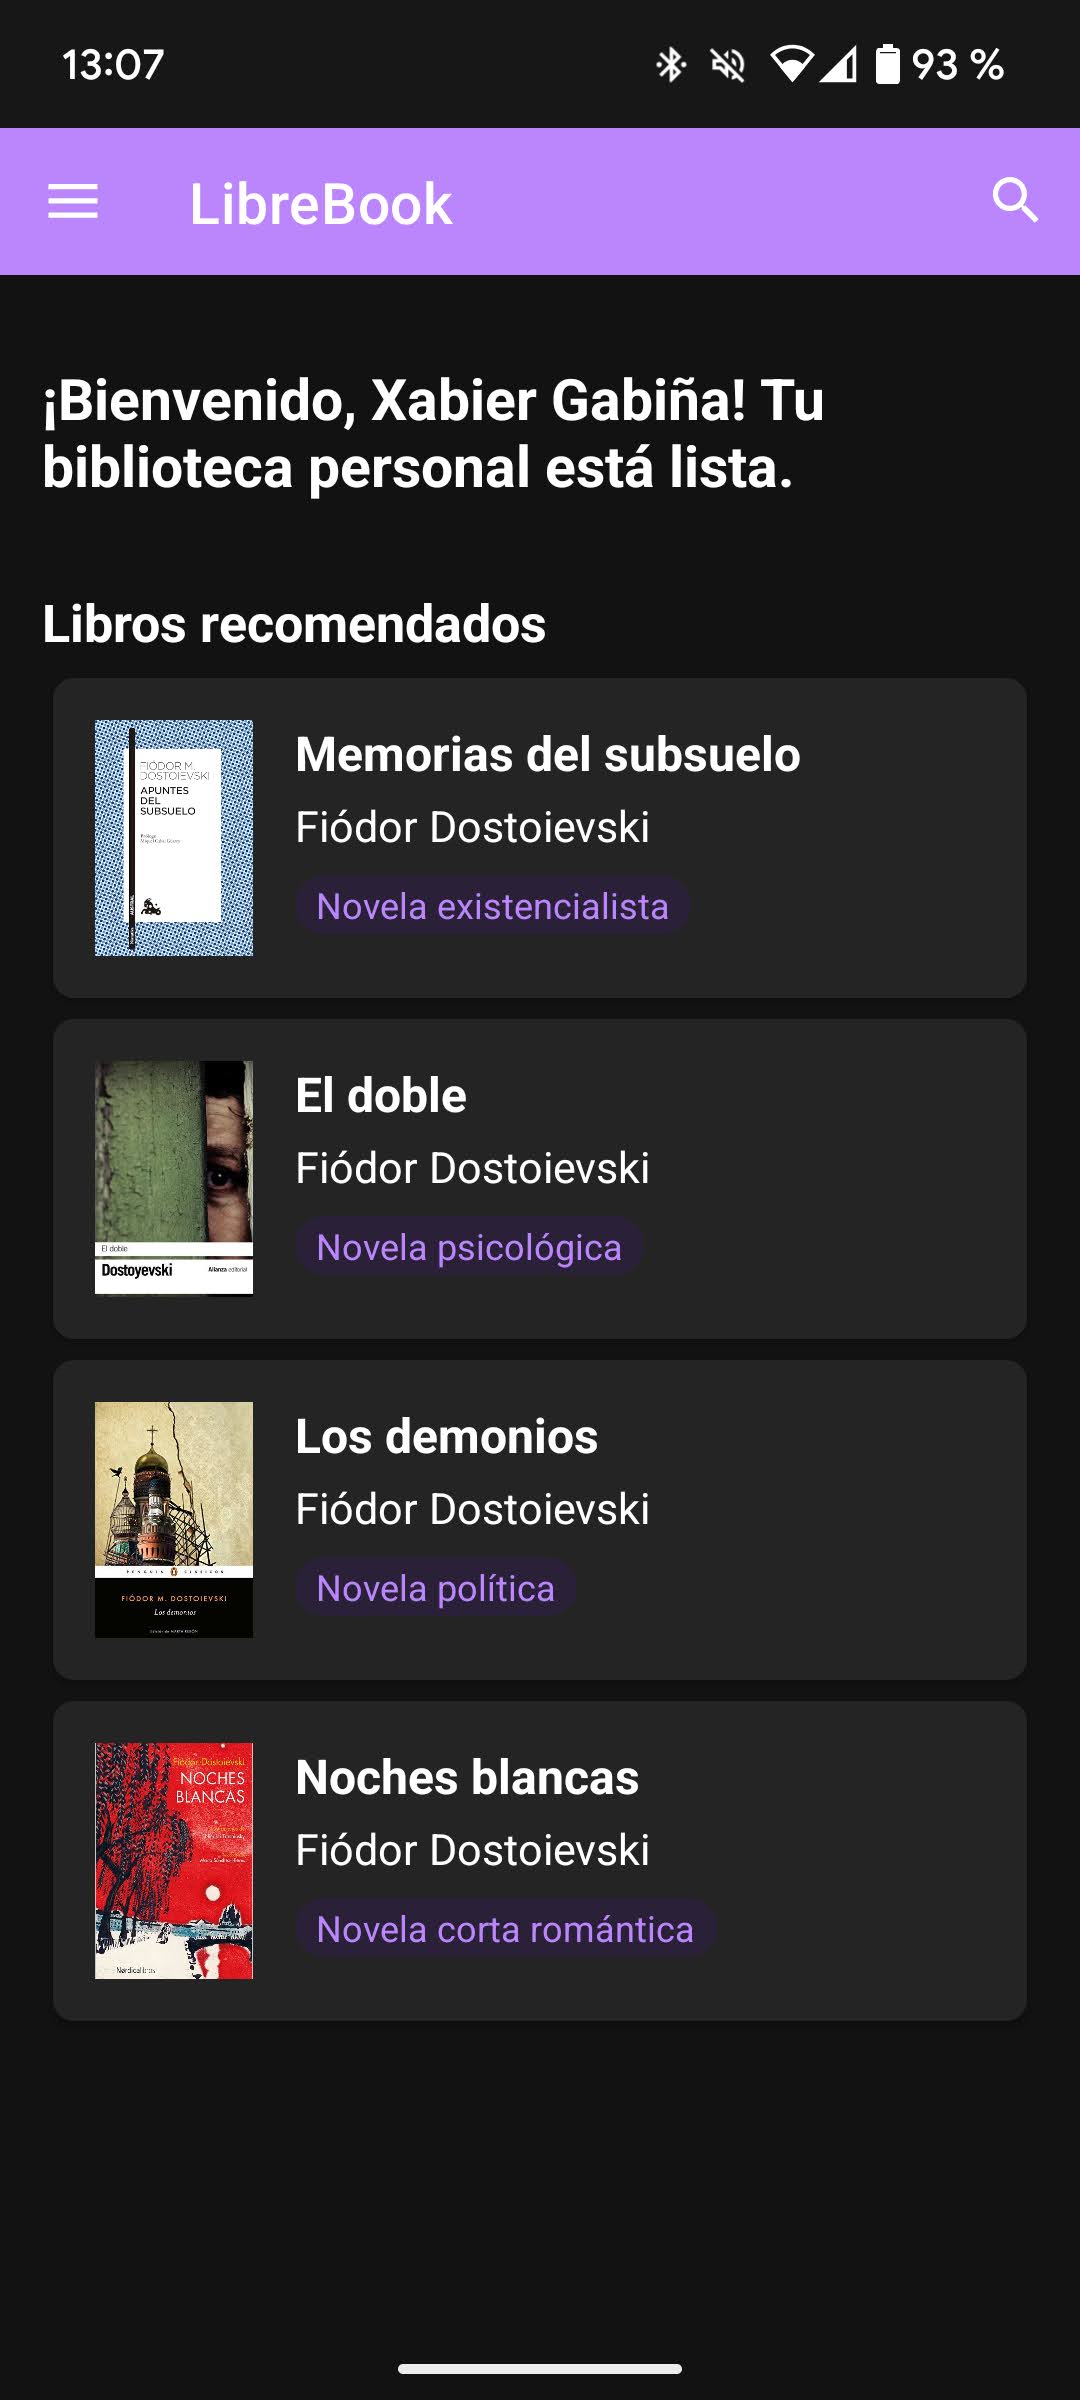 13:07 93 %
LibreBook
¡Bienvenido, Xabier Gabiña! Tu
biblioteca personal está lista.
Libros recomendados
FIÓDOR M.
DOSTOIEVSKI
APUNTES
DEL
SUBSUELO
Memorias del subsuelo
Fiódor Dostoievski
Novela existencialista
El doble
Dostoyevski
Alianza editorial
El doble
Fiódor Dostoievski
Novela psicológica
PENGUIN CLÁSICOS
FIÓDOR M. DOSTOIEVSKI
Los demonios
Los demonios
Fiódor Dostoievski
Novela política
Fiódor Dostoievski
NOCHES
BLANCAS
Noches blancas
Fiódor Dostoievski
Novela corta romántica